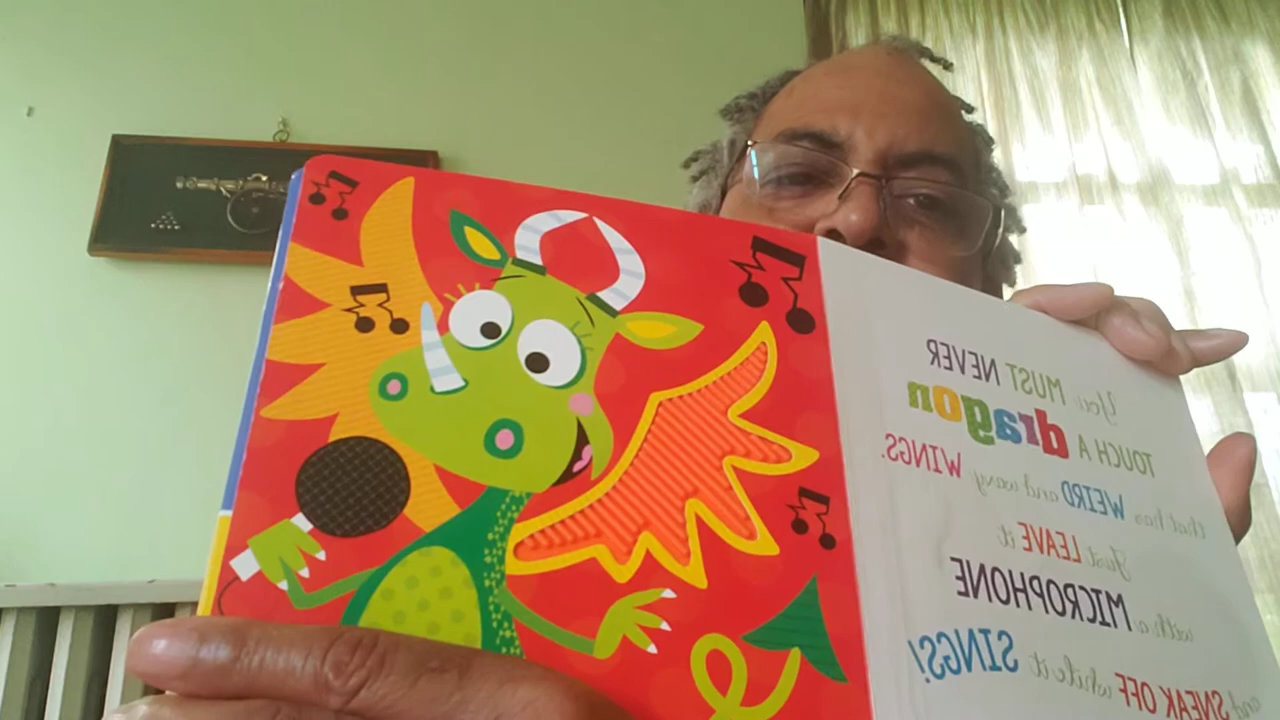 You MUST NEVER
TOUCH A dragon
that has WEIRD and wavy WINGS.
Just LEAVE it
with a MICROPHONE
and SNEAK OFF while it SINGS!